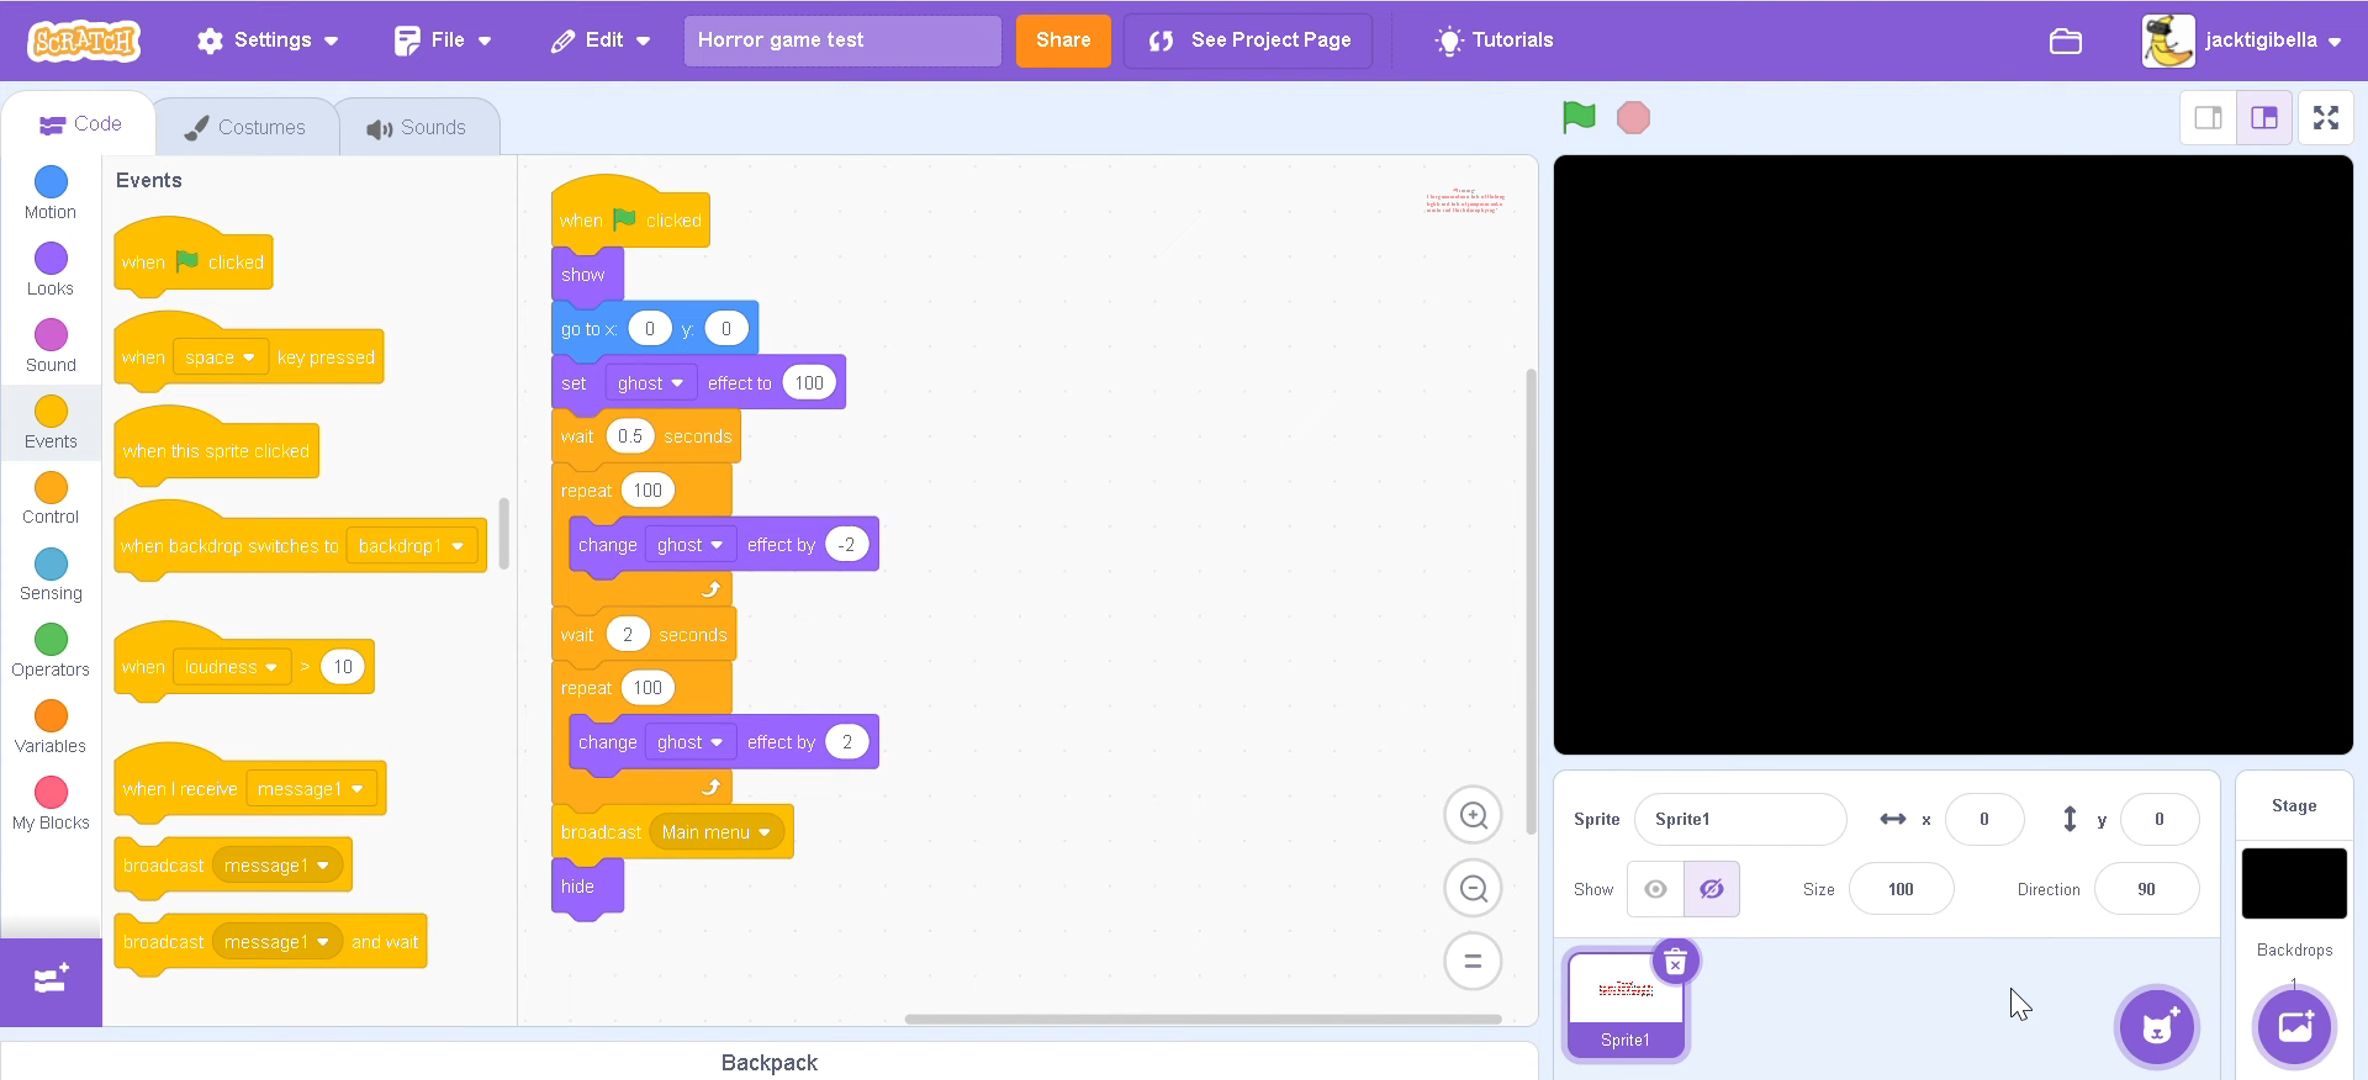 SCRATCH Settings File Edit Horror game test Share See Project Page Tutorials jacktigibella
Code Costumes Sounds
Motion
Looks
Sound
Events
Control
Sensing
Operators
Variables
My Blocks
Events
when clicked
when space key pressed
when this sprite clicked
when backdrop switches to backdrop1
when loudness > 10
when I receive message1
broadcast message1
broadcast message1 and wait
when clicked
show
go to x: 0 y: 0
set ghost effect to 100
wait 0.5 seconds
repeat 100
change ghost effect by -2
wait 2 seconds
repeat 100
change ghost effect by 2
broadcast Main menu
hide
Backpack
Sprite Sprite1 x 0 y 0
Show Size 100 Direction 90
Sprite1
Stage
Backdrops
1